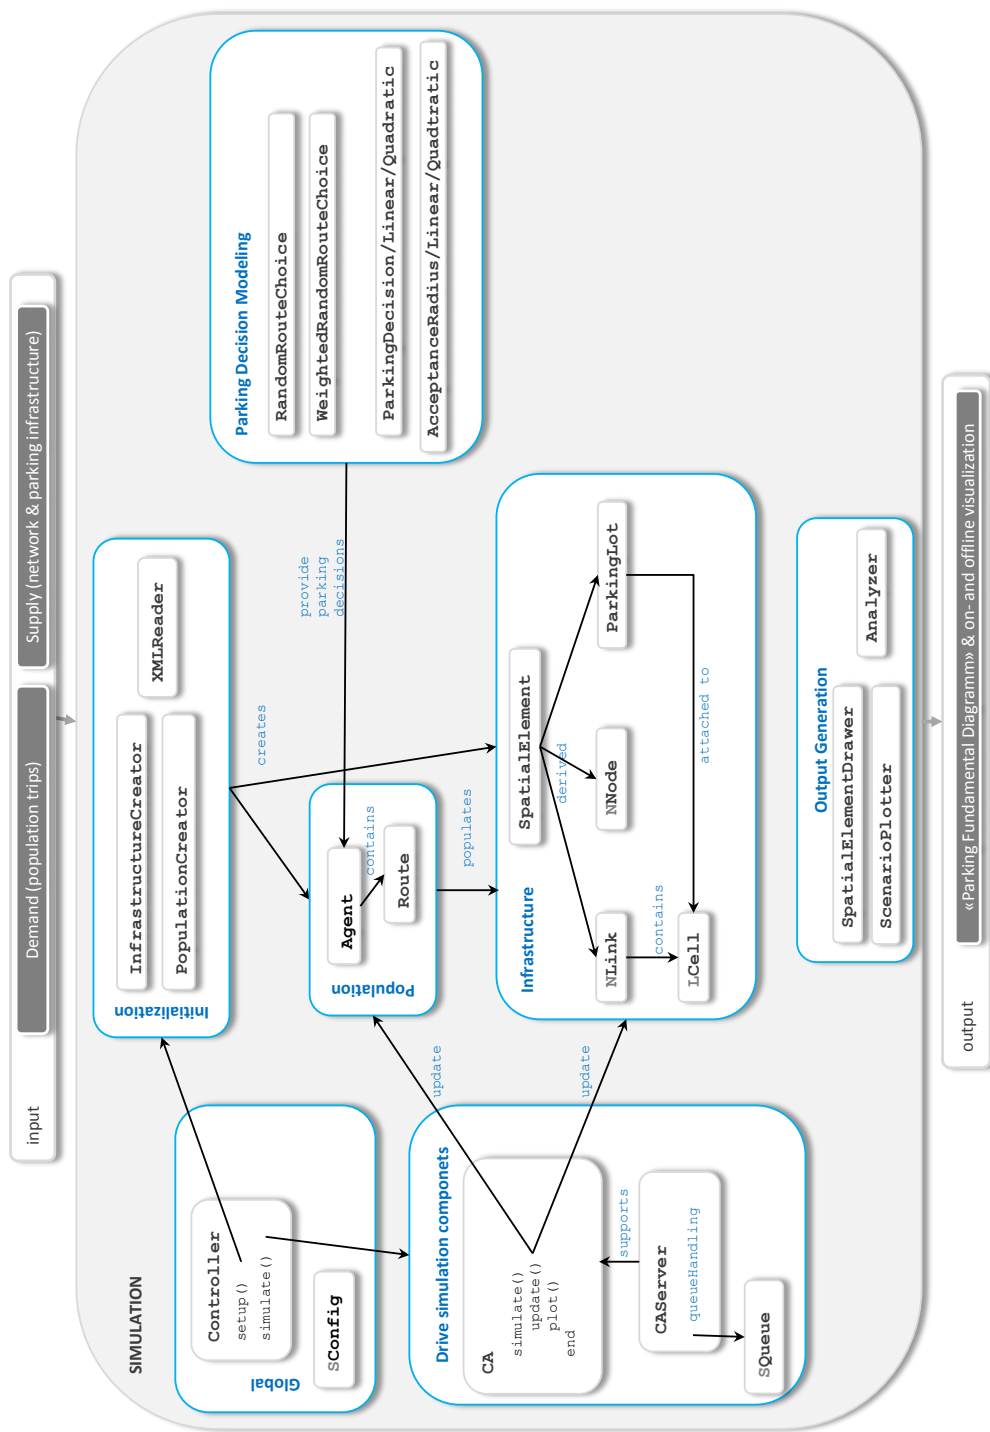 input
Demand (population trips)
Supply (network & parking infrastructure)
SIMULATION
Global
Controller
setup()
simulate()
SConfig
Initialization
InfrastructureCreator
PopulationCreator
XMLReader
creates
Parking Decision Modeling
RandomRouteChoice
WeightedRandomRouteChoice
ParkingDecision/Linear/Quadratic
AcceptanceRadius/Linear/Quadtratic
provide
parking
decisions
Population
Agent
contains
Route
populates
update
update
Drive simulation componets
CA
simulate()
update()
plot()
end
supports
CAServer
queueHandling
SQueue
Infrastructure
SpatialElement
derived
NLink
NNode
ParkingLot
contains
attached to
LCell
Output Generation
SpatialElementDrawer
ScenarioPlotter
Analyzer
output
«Parking Fundamental Diagramm» & on- and offline visualization